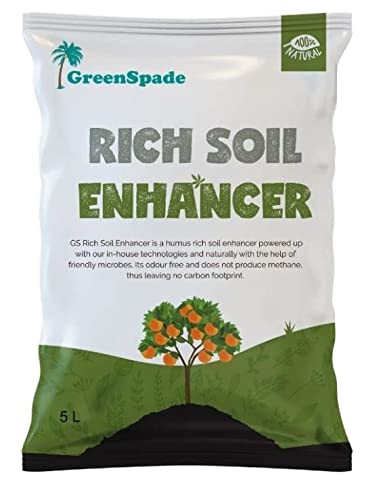 GreenSpade
100%
NATURAL
RICH SOIL
ENHANCER
GS Rich Soil Enhancer is a humus rich soil enhancer powered up
with our in-house technologies and naturally with the help of
friendly microbes. Its odour free and does not produce methane,
thus leaving no carbon footprint.
5 L